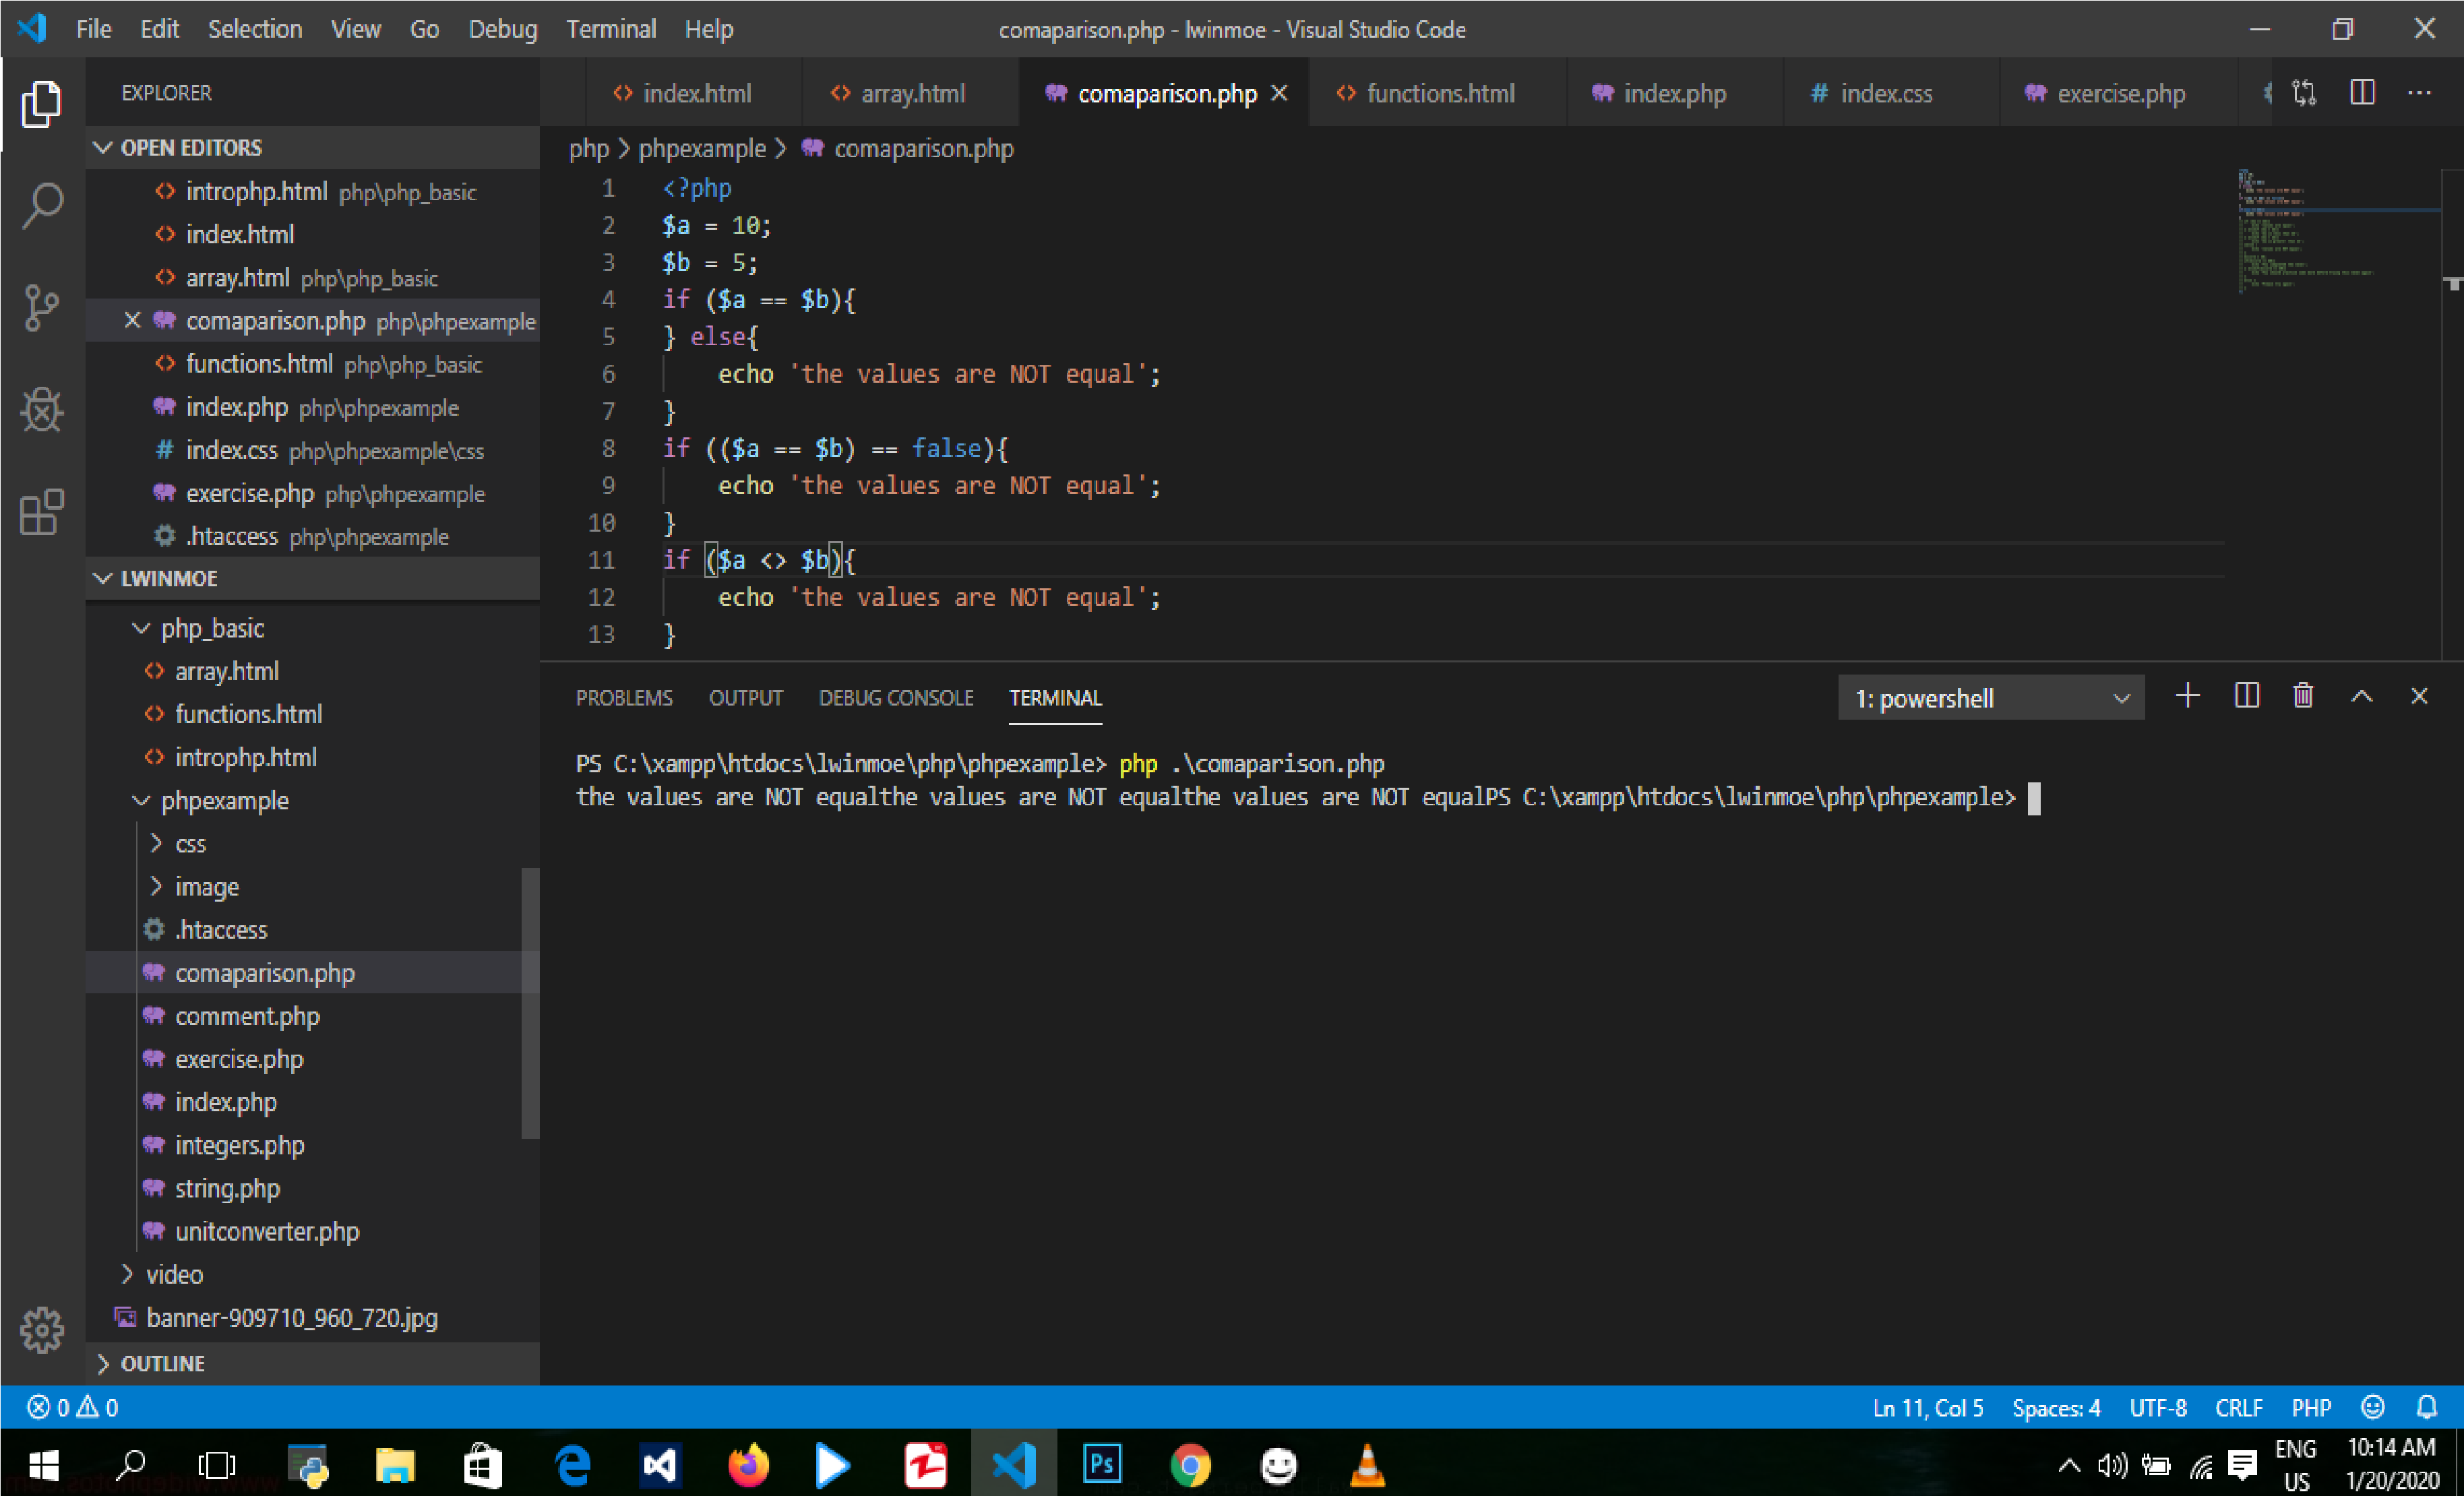 File Edit Selection View Go Debug Terminal Help comaparison.php - lwinmoe - Visual Studio Code
EXPLORER
index.html array.html comaparison.php functions.html index.php index.css exercise.php
OPEN EDITORS
introphp.html php\php_basic
index.html
array.html php\php_basic
comaparison.php php\phpexample
functions.html php\php_basic
index.php php\phpexample
index.css php\phpexample\css
exercise.php php\phpexample
.htaccess php\phpexample
LWINMOE
php_basic
array.html
functions.html
introphp.html
phpexample
css
image
.htaccess
comaparison.php
comment.php
exercise.php
index.php
integers.php
string.php
unitconverter.php
video
banner-909710_960_720.jpg
OUTLINE
php > phpexample > comaparison.php
1 <?php
2 $a = 10;
3 $b = 5;
4 if ($a == $b){
5 } else{
6 echo 'the values are NOT equal';
7 }
8 if (($a == $b) == false){
9 echo 'the values are NOT equal';
10 }
11 if ($a <> $b){
12 echo 'the values are NOT equal';
13 }
PROBLEMS OUTPUT DEBUG CONSOLE TERMINAL 1: powershell
PS C:\xampp\htdocs\lwinmoe\php\phpexample> php .\comaparison.php
the values are NOT equalthe values are NOT equalthe values are NOT equalPS C:\xampp\htdocs\lwinmoe\php\phpexample>
0 0 Ln 11, Col 5 Spaces: 4 UTF-8 CRLF PHP
Ps
ENG
US
10:14 AM
1/20/2020